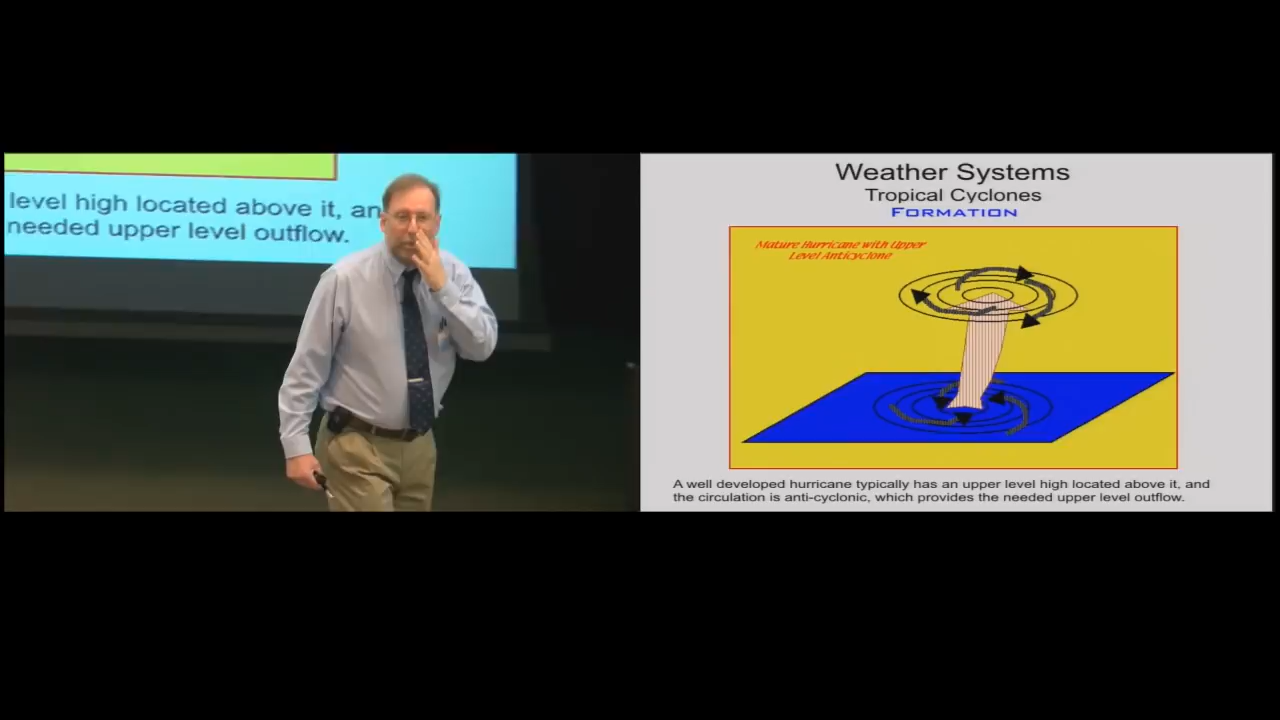 level high located above it, an
needed upper level outflow.
Weather Systems
Tropical Cyclones
FORMATION
Mature Hurricane with Upper
Level Anticyclone
A well developed hurricane typically has an upper level high located above it, and
the circulation is anti-cyclonic, which provides the needed upper level outflow.